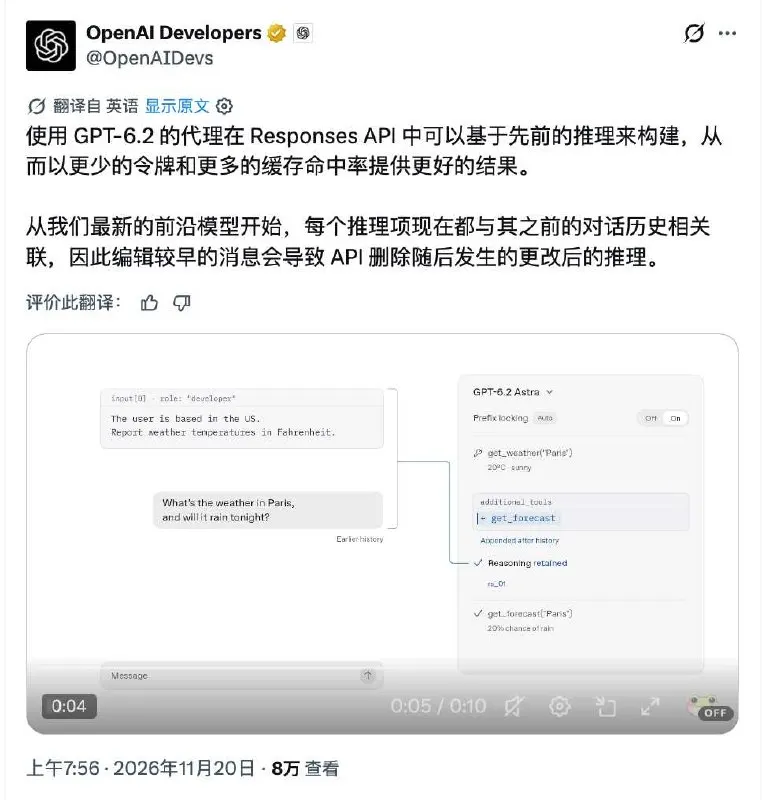 OpenAI Developers
@OpenAIDevs
翻译自 英语 显示原文
使用 GPT-6.2 的代理在 Responses API 中可以基于先前的推理来构建，从
而以更少的令牌和更多的缓存命中率提供更好的结果。
从我们最新的前沿模型开始，每个推理项现在都与其之前的对话历史相关
联，因此编辑较早的消息会导致 API 删除随后发生的更改后的推理。
评价此翻译：
input[0] · role: "developer"
The user is based in the US.
Report weather temperatures in Fahrenheit.
What's the weather in Paris,
and will it rain tonight?
Earlier history
Message
GPT-6.2 Astra
Prefix locking Auto Off On
get_weather("Paris")
20°C · sunny
additional_tools
+ get_forecast
Appended after history
Reasoning retained
rs_01
get_forecast("Paris")
20% chance of rain
0:04
0:05 / 0:10
OFF
上午7:56 · 2026年11月20日 · 8万 查看